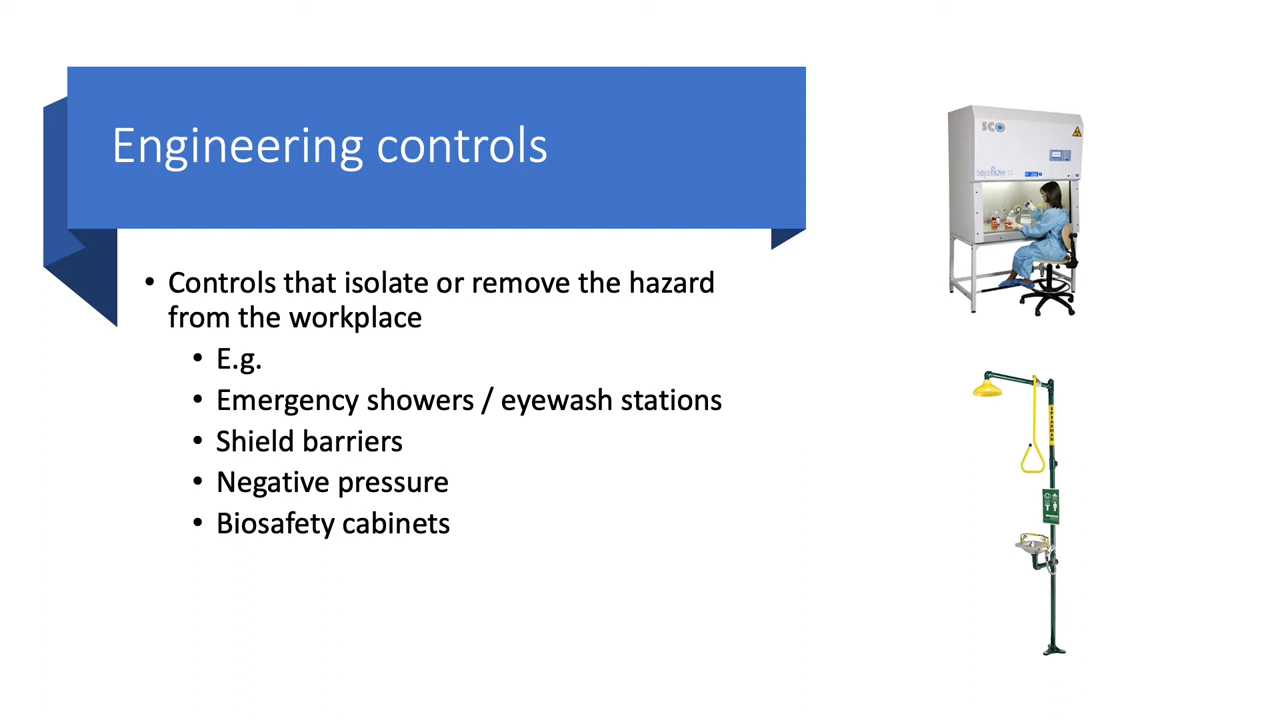 Engineering controls
• Controls that isolate or remove the hazard
from the workplace
• E.g.
• Emergency showers / eyewash stations
• Shield barriers
• Negative pressure
• Biosafety cabinets